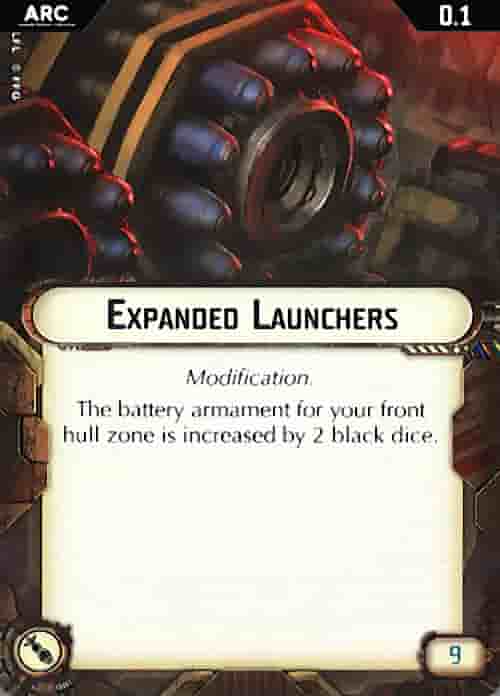 ARC
0.1
EXPANDED LAUNCHERS
Modification.
The battery armament for your front
hull zone is increased by 2 black dice.
9